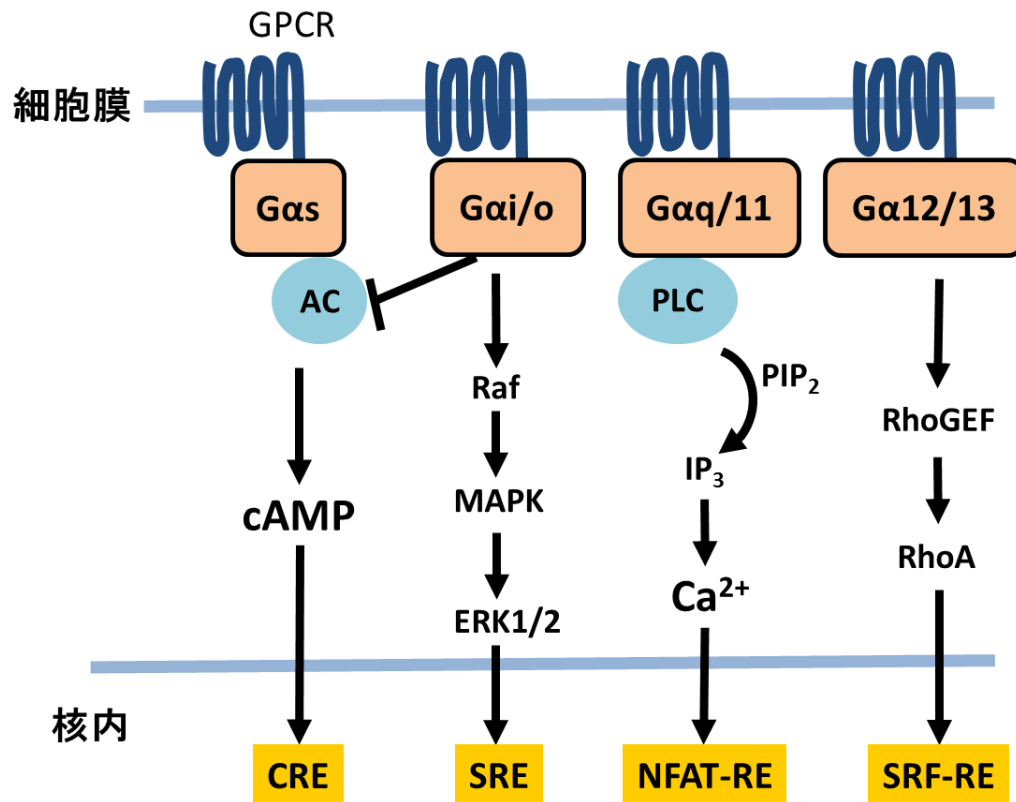 GPCR
細胞膜
Gαs
Gαi/o
Gαq/11
Gα12/13
AC
PLC
Raf
PIP₂
RhoGEF
IP₃
cAMP
MAPK
RhoA
Ca²⁺
ERK1/2
核内
CRE
SRE
NFAT-RE
SRF-RE